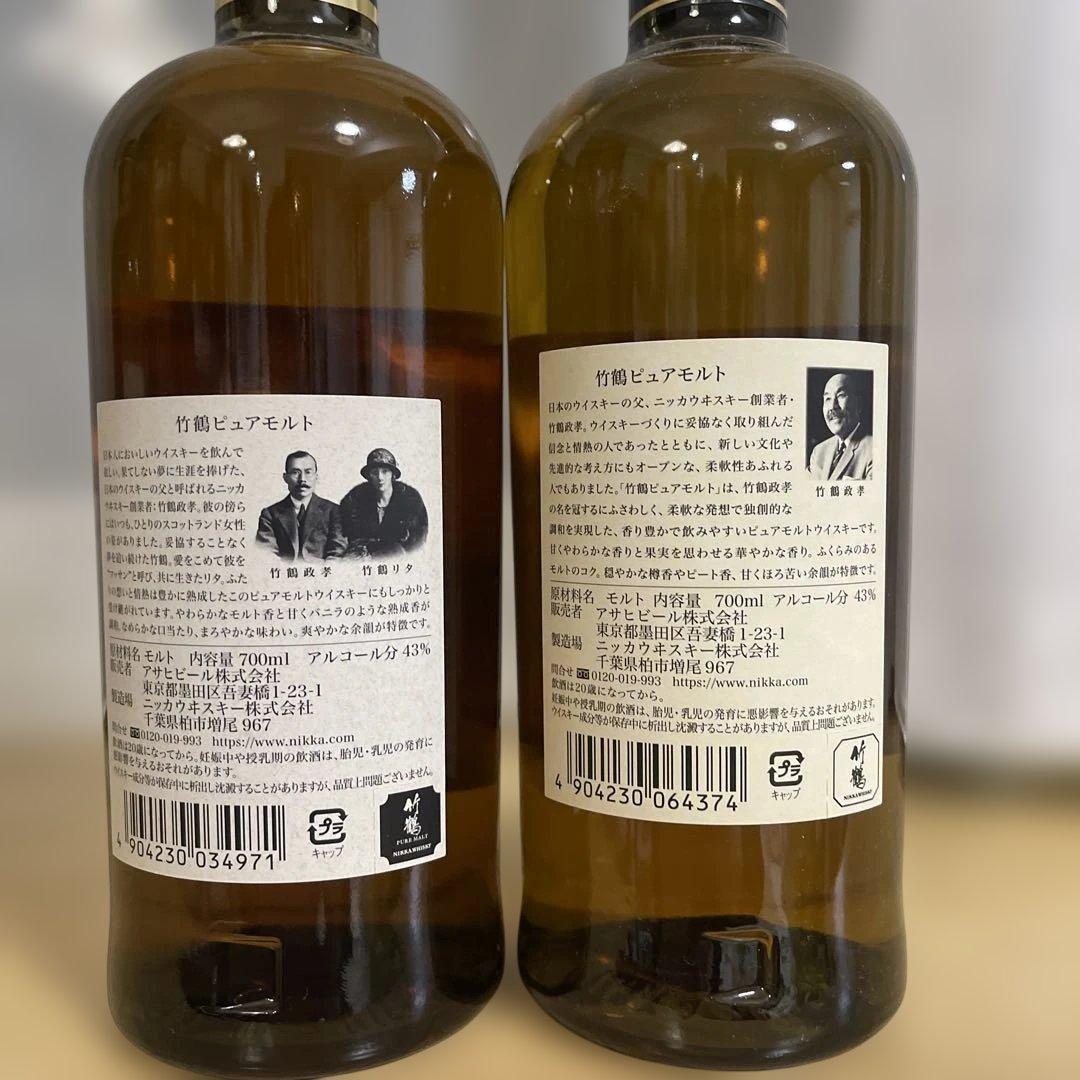 竹鶴ピュアモルト
日本人においしいウイスキーを飲んで
欲しい。果てしない夢に生涯を捧げた、
日本のウイスキーの父と呼ばれるニッカ
ウヰスキー創業者：竹鶴政孝。彼の傍ら
にはいつも、ひとりのスコットランド女性
の姿がありました。妥協することなく
夢を追い続けた竹鶴。愛をこめて彼を
“マッサン”と呼び、共に生きたリタ。ふた
りの想いと情熱は豊かに熟成したこのピュアモルトウイスキーにもしっかりと
受け継がれています。やわらかなモルト香と甘くバニラのような熟成香が
調和。なめらかな口当たり、まろやかな味わい。爽やかな余韻が特徴です。
竹鶴政孝 竹鶴リタ
原材料名 モルト 内容量 700ml アルコール分 43%
販売者 アサヒビール株式会社
東京都墨田区吾妻橋1-23-1
製造場 ニッカウヰスキー株式会社
千葉県柏市増尾 967
問合せ 0120-019-993 https://www.nikka.com
飲酒は20歳になってから。妊娠中や授乳期の飲酒は、胎児・乳児の発育に
悪影響を与えるおそれがあります。
ウイスキー成分等が保存中に析出し沈澱することがありますが、品質上問題ございません。
4 904230 034971
プラ
キャップ
竹鶴
PURE MALT
NIKKA WHISKY
竹鶴ピュアモルト
日本のウイスキーの父、ニッカウヰスキー創業者・
竹鶴政孝。ウイスキーづくりに妥協なく取り組んだ
信念と情熱の人であったとともに、新しい文化や
先進的な考え方にもオープンな、柔軟性あふれる
人でもありました。「竹鶴ピュアモルト」は、竹鶴政孝
の名を冠するにふさわしく、柔軟な発想で独創的な
調和を実現した、香り豊かで飲みやすいピュアモルトウイスキーです。
甘くやわらかな香りと果実を思わせる華やかな香り。ふくらみのある
モルトのコク。穏やかな樽香やピート香、甘くほろ苦い余韻が特徴です。
竹鶴政孝
原材料名 モルト 内容量 700ml アルコール分 43%
販売者 アサヒビール株式会社
東京都墨田区吾妻橋1-23-1
製造場 ニッカウヰスキー株式会社
千葉県柏市増尾 967
問合せ 0120-019-993 https://www.nikka.com
飲酒は20歳になってから。
妊娠中や授乳期の飲酒は、胎児・乳児の発育に悪影響を与えるおそれがあります。
ウイスキー成分等が保存中に析出し沈澱することがありますが、品質上問題ございません。
4 904230 064374
プラ
キャップ
竹鶴
NIKKA WHISKY